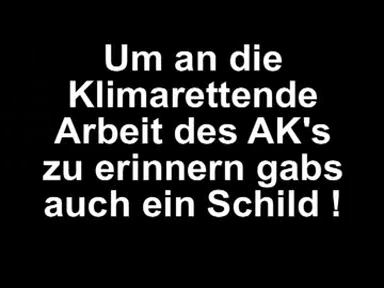 Um an die
Klimarettende
Arbeit des AK's
zu erinnern gabs
auch ein Schild !